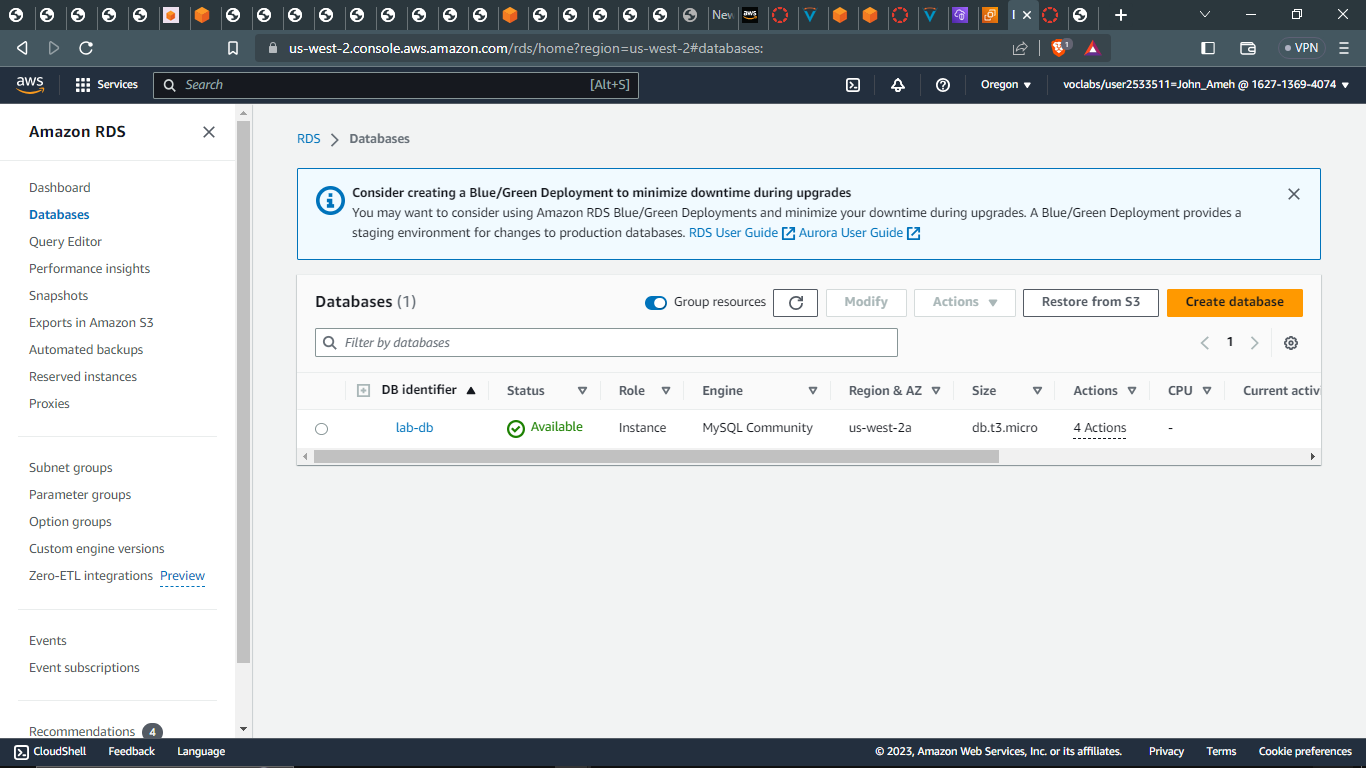 New
us-west-2.console.aws.amazon.com/rds/home?region=us-west-2#databases:
1
VPN
aws
Services
Search
[Alt+S]
Oregon
voclabs/user2533511=John_Ameh @ 1627-1369-4074
Amazon RDS
Dashboard
Databases
Query Editor
Performance insights
Snapshots
Exports in Amazon S3
Automated backups
Reserved instances
Proxies
Subnet groups
Parameter groups
Option groups
Custom engine versions
Zero-ETL integrations Preview
Events
Event subscriptions
Recommendations 4
RDS > Databases
Consider creating a Blue/Green Deployment to minimize downtime during upgrades
You may want to consider using Amazon RDS Blue/Green Deployments and minimize your downtime during upgrades. A Blue/Green Deployment provides a
staging environment for changes to production databases. RDS User Guide Aurora User Guide
Databases (1)
Group resources
Modify
Actions
Restore from S3
Create database
Filter by databases
1
DB identifier Status Role Engine Region & AZ Size Actions CPU Current activ
lab-db Available Instance MySQL Community us-west-2a db.t3.micro 4 Actions -
CloudShell Feedback Language
© 2023, Amazon Web Services, Inc. or its affiliates. Privacy Terms Cookie preferences